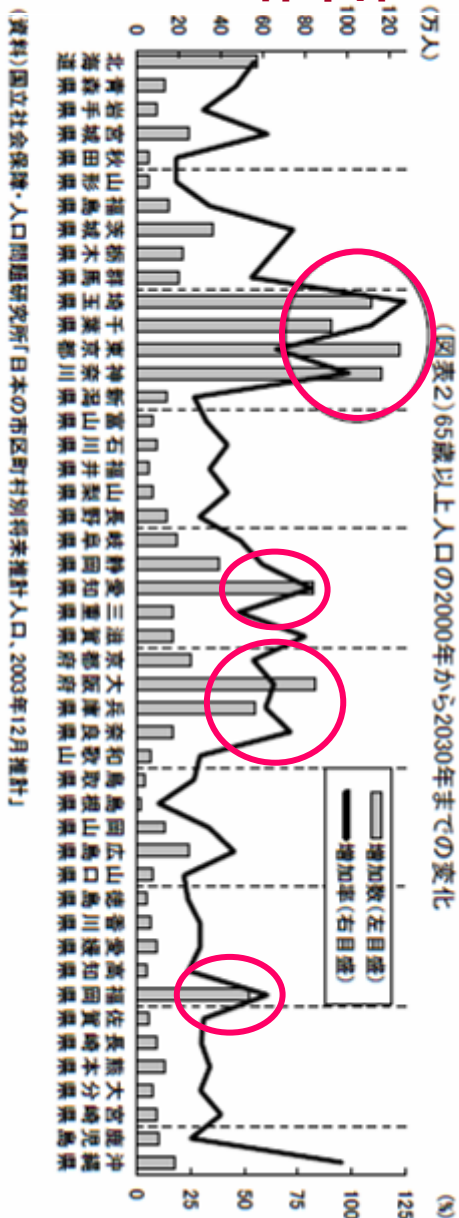 (図表2)65歳以上人口の2000年から2030年までの変化
(万人)
120
100
80
60
40
20
0
(%)
125
100
75
50
25
0
増加数(左目盛)
増加率(右目盛)
北海道
青森県
岩手県
宮城県
秋田県
山形県
福島県
茨城県
栃木県
群馬県
埼玉県
千葉県
東京都
神奈川県
新潟県
富山県
石川県
福井県
山梨県
長野県
岐阜県
静岡県
愛知県
三重県
滋賀県
京都府
大阪府
兵庫県
奈良県
和歌山県
鳥取県
島根県
岡山県
広島県
山口県
徳島県
香川県
愛媛県
高知県
福岡県
佐賀県
長崎県
熊本県
大分県
宮崎県
鹿児島県
沖縄県
(資料)国立社会保障・人口問題研究所「日本の市区町村別将来推計人口、2003年12月推計」